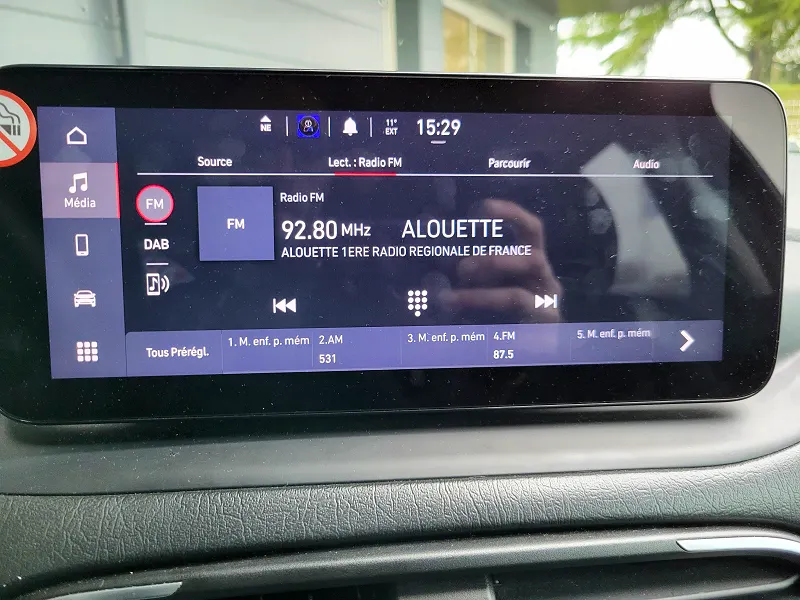 NE
11°
EXT
15:29
Source
Lect. : Radio FM
Parcourir
Audio
Média
FM
DAB
FM
Radio FM
92.80 MHz ALOUETTE
ALOUETTE 1ERE RADIO REGIONALE DE FRANCE
Tous Prérégl.
1. M. enf. p. mém
2.AM
531
3. M. enf. p. mém
4.FM
87.5
5. M. enf. p. mém